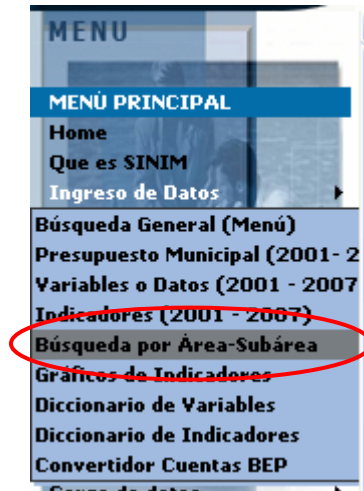 MENU
MENÙ PRINCIPAL
Home
Que es SINIM
Ingreso de Datos
Búsqueda General (Menú)
Presupuesto Municipal (2001- 2
Variables o Datos (2001 - 2007
Indicadores (2001 - 2007)
Búsqueda por Área-Subárea
Gráficos de Indicadores
Diccionario de Variables
Diccionario de Indicadores
Convertidor Cuentas BEP